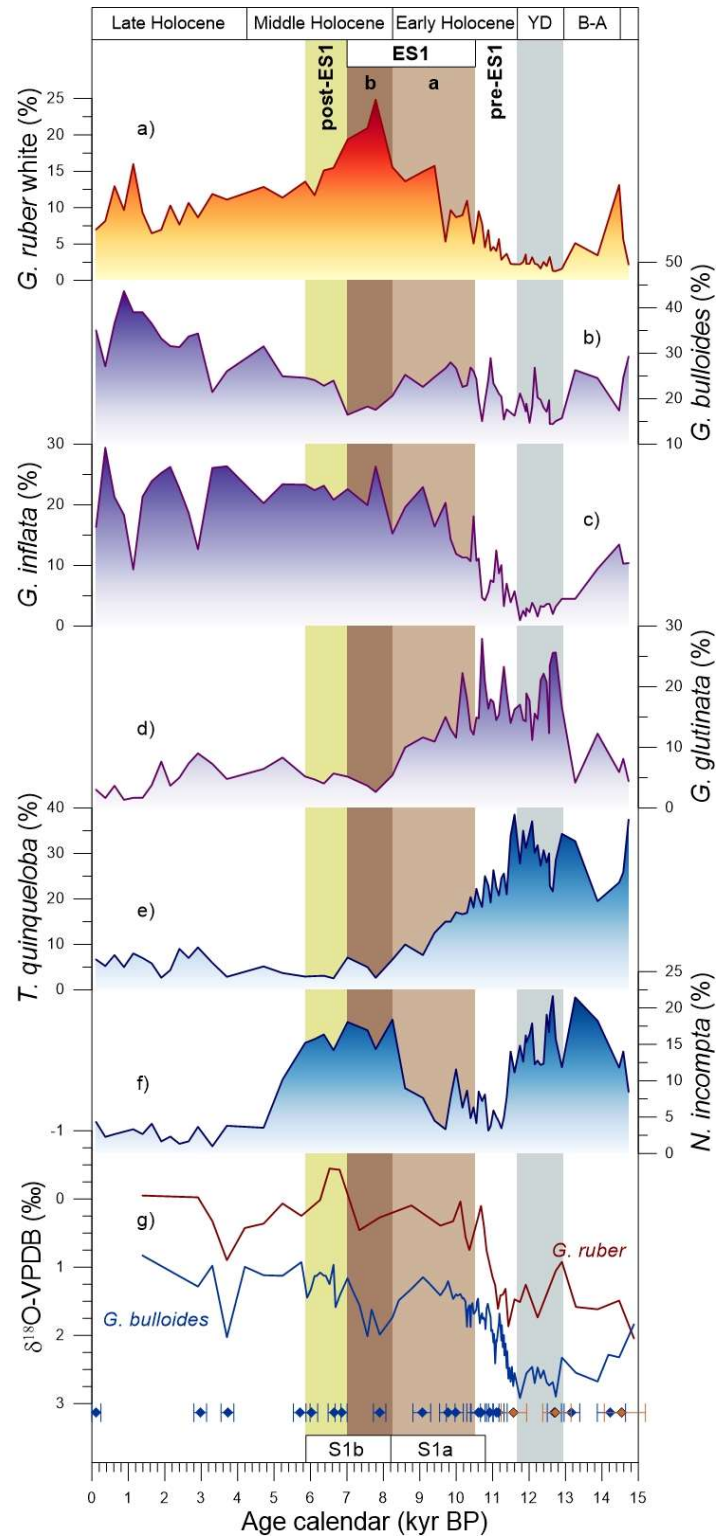 Late Holocene Middle Holocene Early Holocene YD B-A
ES1
post-ES1 b a pre-ES1
a)
G. ruber white (%)
25
20
15
10
5
0
b)
G. bulloides (%)
50
40
30
20
10
c)
G. inflata (%)
30
20
10
0
d)
G. glutinata (%)
30
20
10
0
e)
T. quinqueloba (%)
40
30
20
10
0
f)
N. incompta (%)
25
20
15
10
5
0
g)
δ¹⁸O-VPDB (‰)
-1
0
1
2
3
G. ruber
G. bulloides
S1b S1a
0 1 2 3 4 5 6 7 8 9 10 11 12 13 14 15
Age calendar (kyr BP)